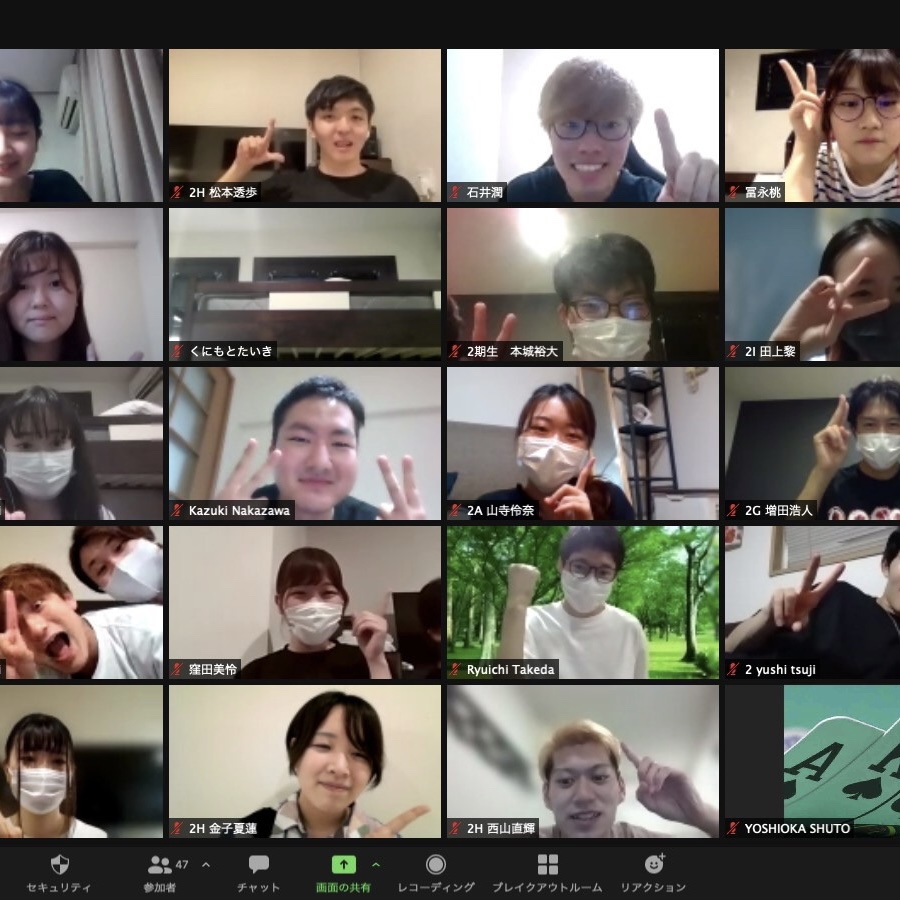 2H 松本透歩
石井潤
冨永桃
くにもとたいき
2期生 本城裕大
2I 田上黎
Kazuki Nakazawa
2A 山寺伶奈
2G 増田浩人
窪田美怜
Ryuichi Takeda
2 yushi tsuji
A
A
2H 金子夏蓮
2H 西山直輝
YOSHIOKA SHUTO
47
セキュリティ
参加者
チャット
画面の共有
レコーディング
ブレイクアウトルーム
リアクション